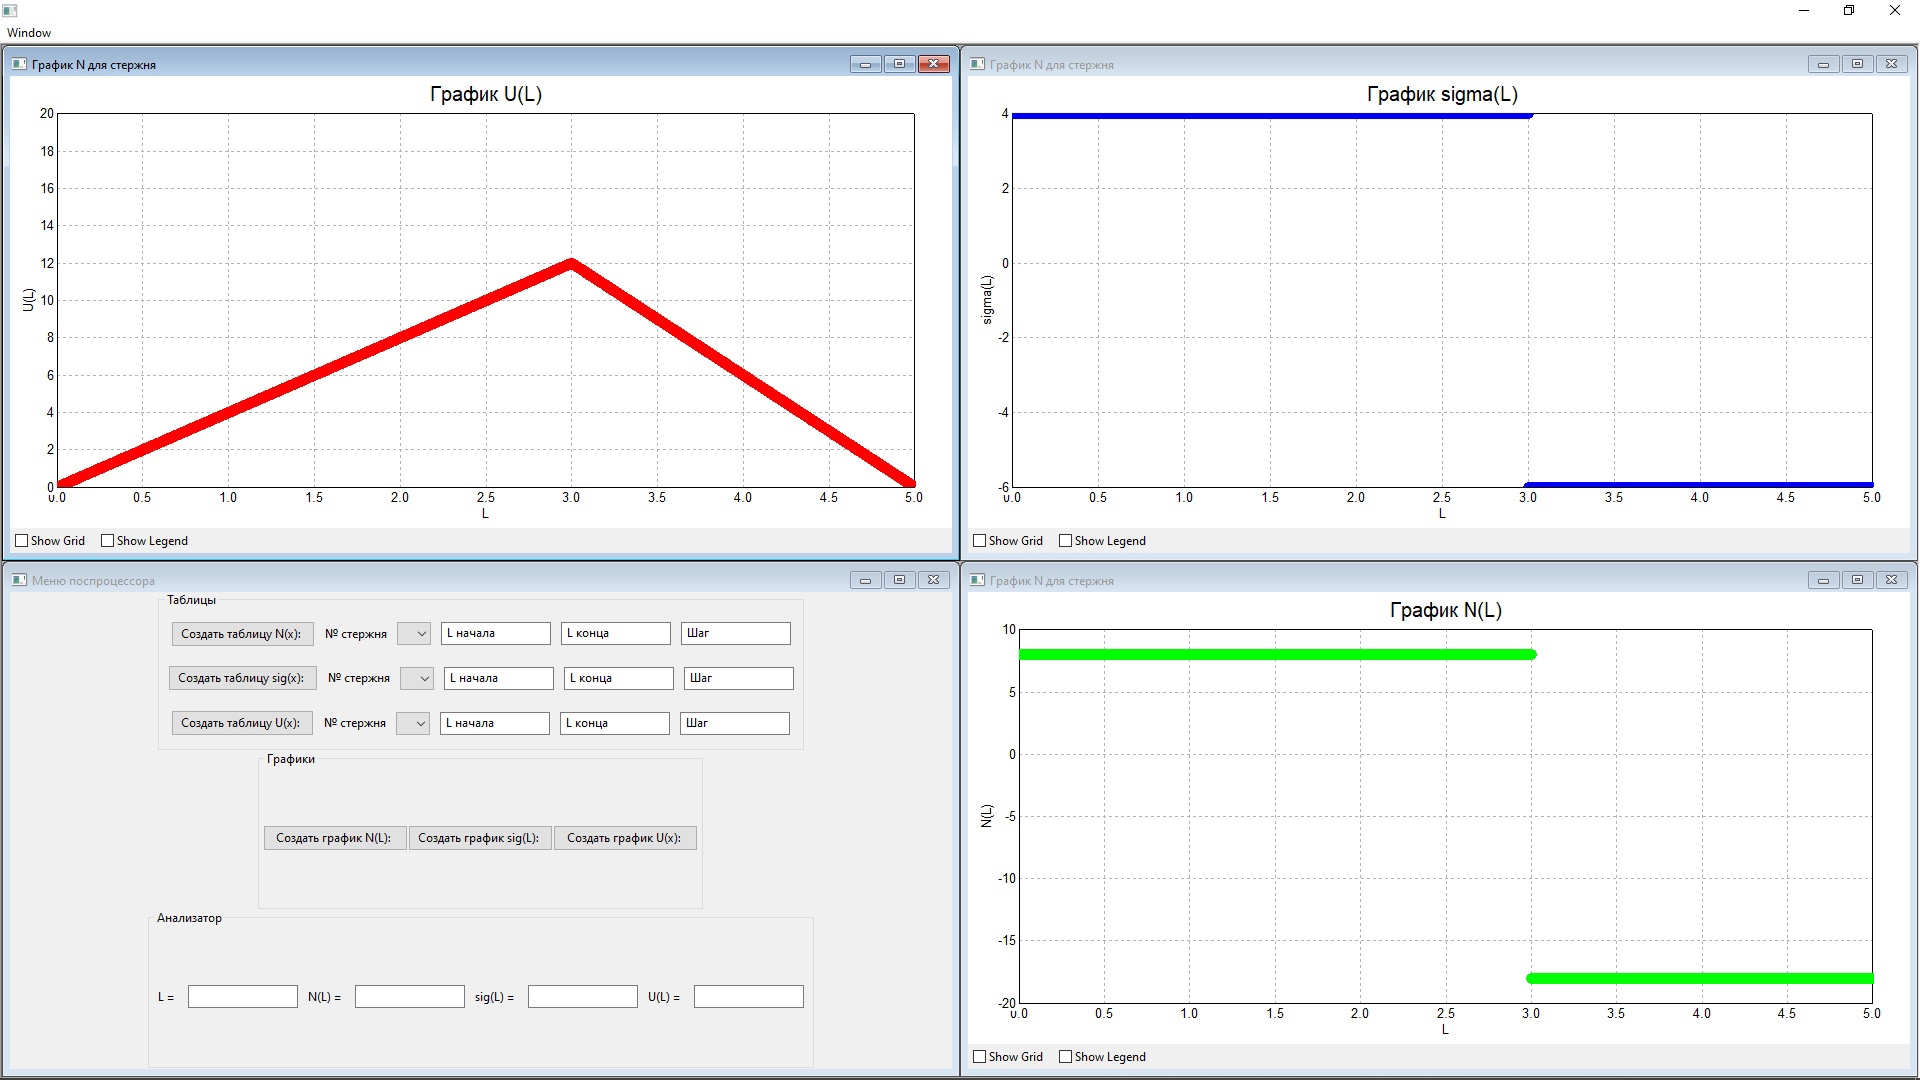 Window
График N для стержня
График U(L)
20
18
16
14
12
10
8
6
4
2
0
U(L)
0.0 0.5 1.0 1.5 2.0 2.5 3.0 3.5 4.0 4.5 5.0
L
Show Grid Show Legend
График N для стержня
График sigma(L)
4
2
0
-2
-4
-6
sigma(L)
0.0 0.5 1.0 1.5 2.0 2.5 3.0 3.5 4.0 4.5 5.0
L
Show Grid Show Legend
Меню поспроцессора
Таблицы
Создать таблицу N(x): № стержня L начала L конца Шаг
Создать таблицу sig(x): № стержня L начала L конца Шаг
Создать таблицу U(x): № стержня L начала L конца Шаг
Графики
Создать график N(L): Создать график sig(L): Создать график U(x):
Анализатор
L = N(L) = sig(L) = U(L) =
График N для стержня
График N(L)
10
5
0
-5
-10
-15
-20
N(L)
0.0 0.5 1.0 1.5 2.0 2.5 3.0 3.5 4.0 4.5 5.0
L
Show Grid Show Legend